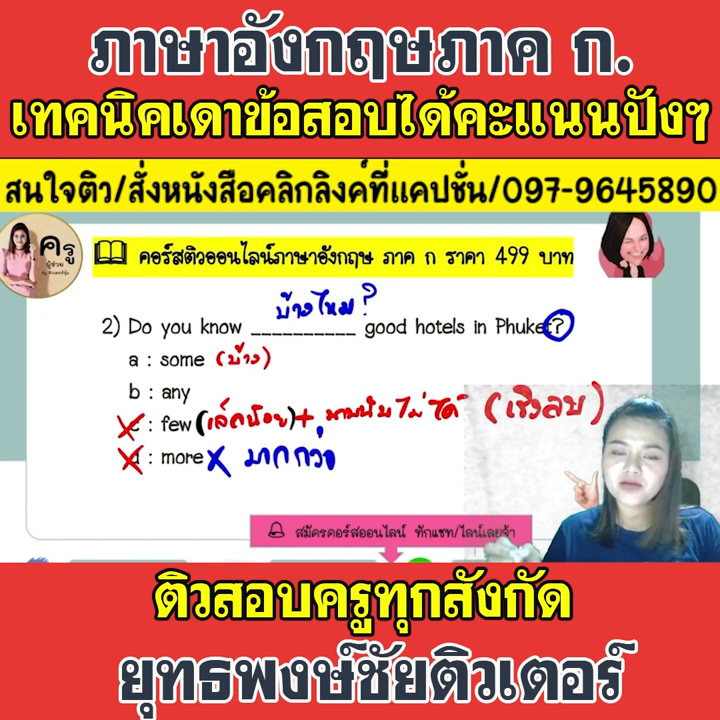 ภาษาอังกฤษภาค ก.
เทคนิคเดาข้อสอบได้คะแนนปังๆ
สนใจติว/สั่งหนังสือคลิกลิงค์ที่แคปชั่น/097-9645890
ครู
ผู้ช่วย
คอร์สติวออนไลน์ภาษาอังกฤษ ภาค ก ราคา 499 บาท
บ้างไหม?
2) Do you know __________ good hotels in Phuket?
a : some (บ้าง)
b : any
c : few (เล็กน้อย) + นามนับไม่ได้ (เชิงลบ)
d : more X มากกว่า
สมัครคอร์สออนไลน์ ทักแชท/ไลน์เลยจ้า
ติวสอบครูทุกสังกัด
ยุทธพงษ์ชัยติวเตอร์